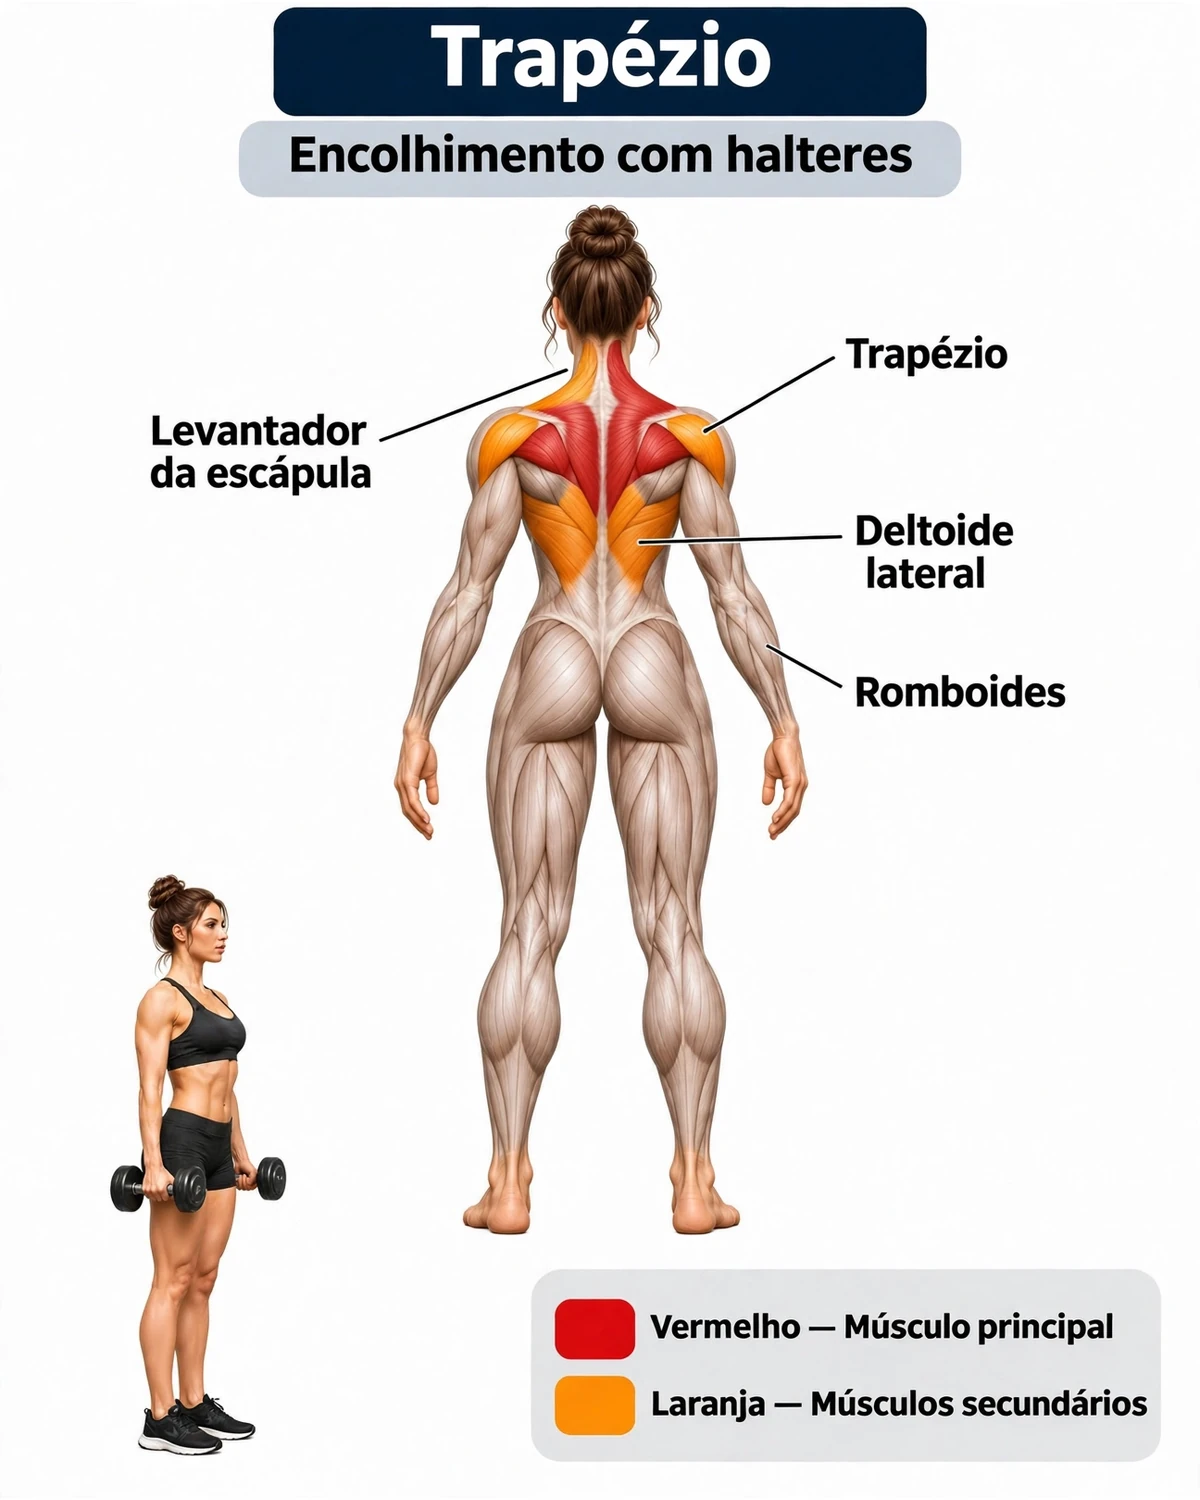 Trapézio
Encolhimento com halteres
Trapézio
Levantador
da escápula
Deltoide
lateral
Romboides
Vermelho — Músculo principal
Laranja — Músculos secundários